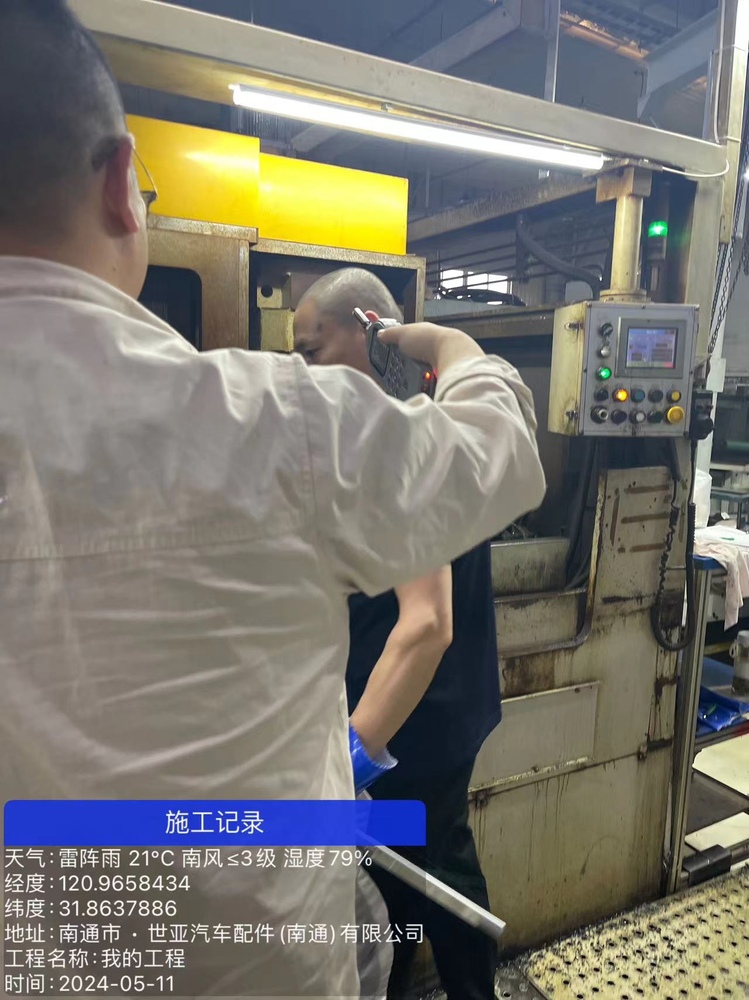 施工记录
天气:雷阵雨 21°C 南风≤3级 湿度79%
经度:120.9658434
纬度:31.8637886
地址:南通市·世亚汽车配件(南通)有限公司
工程名称:我的工程
时间:2024-05-11